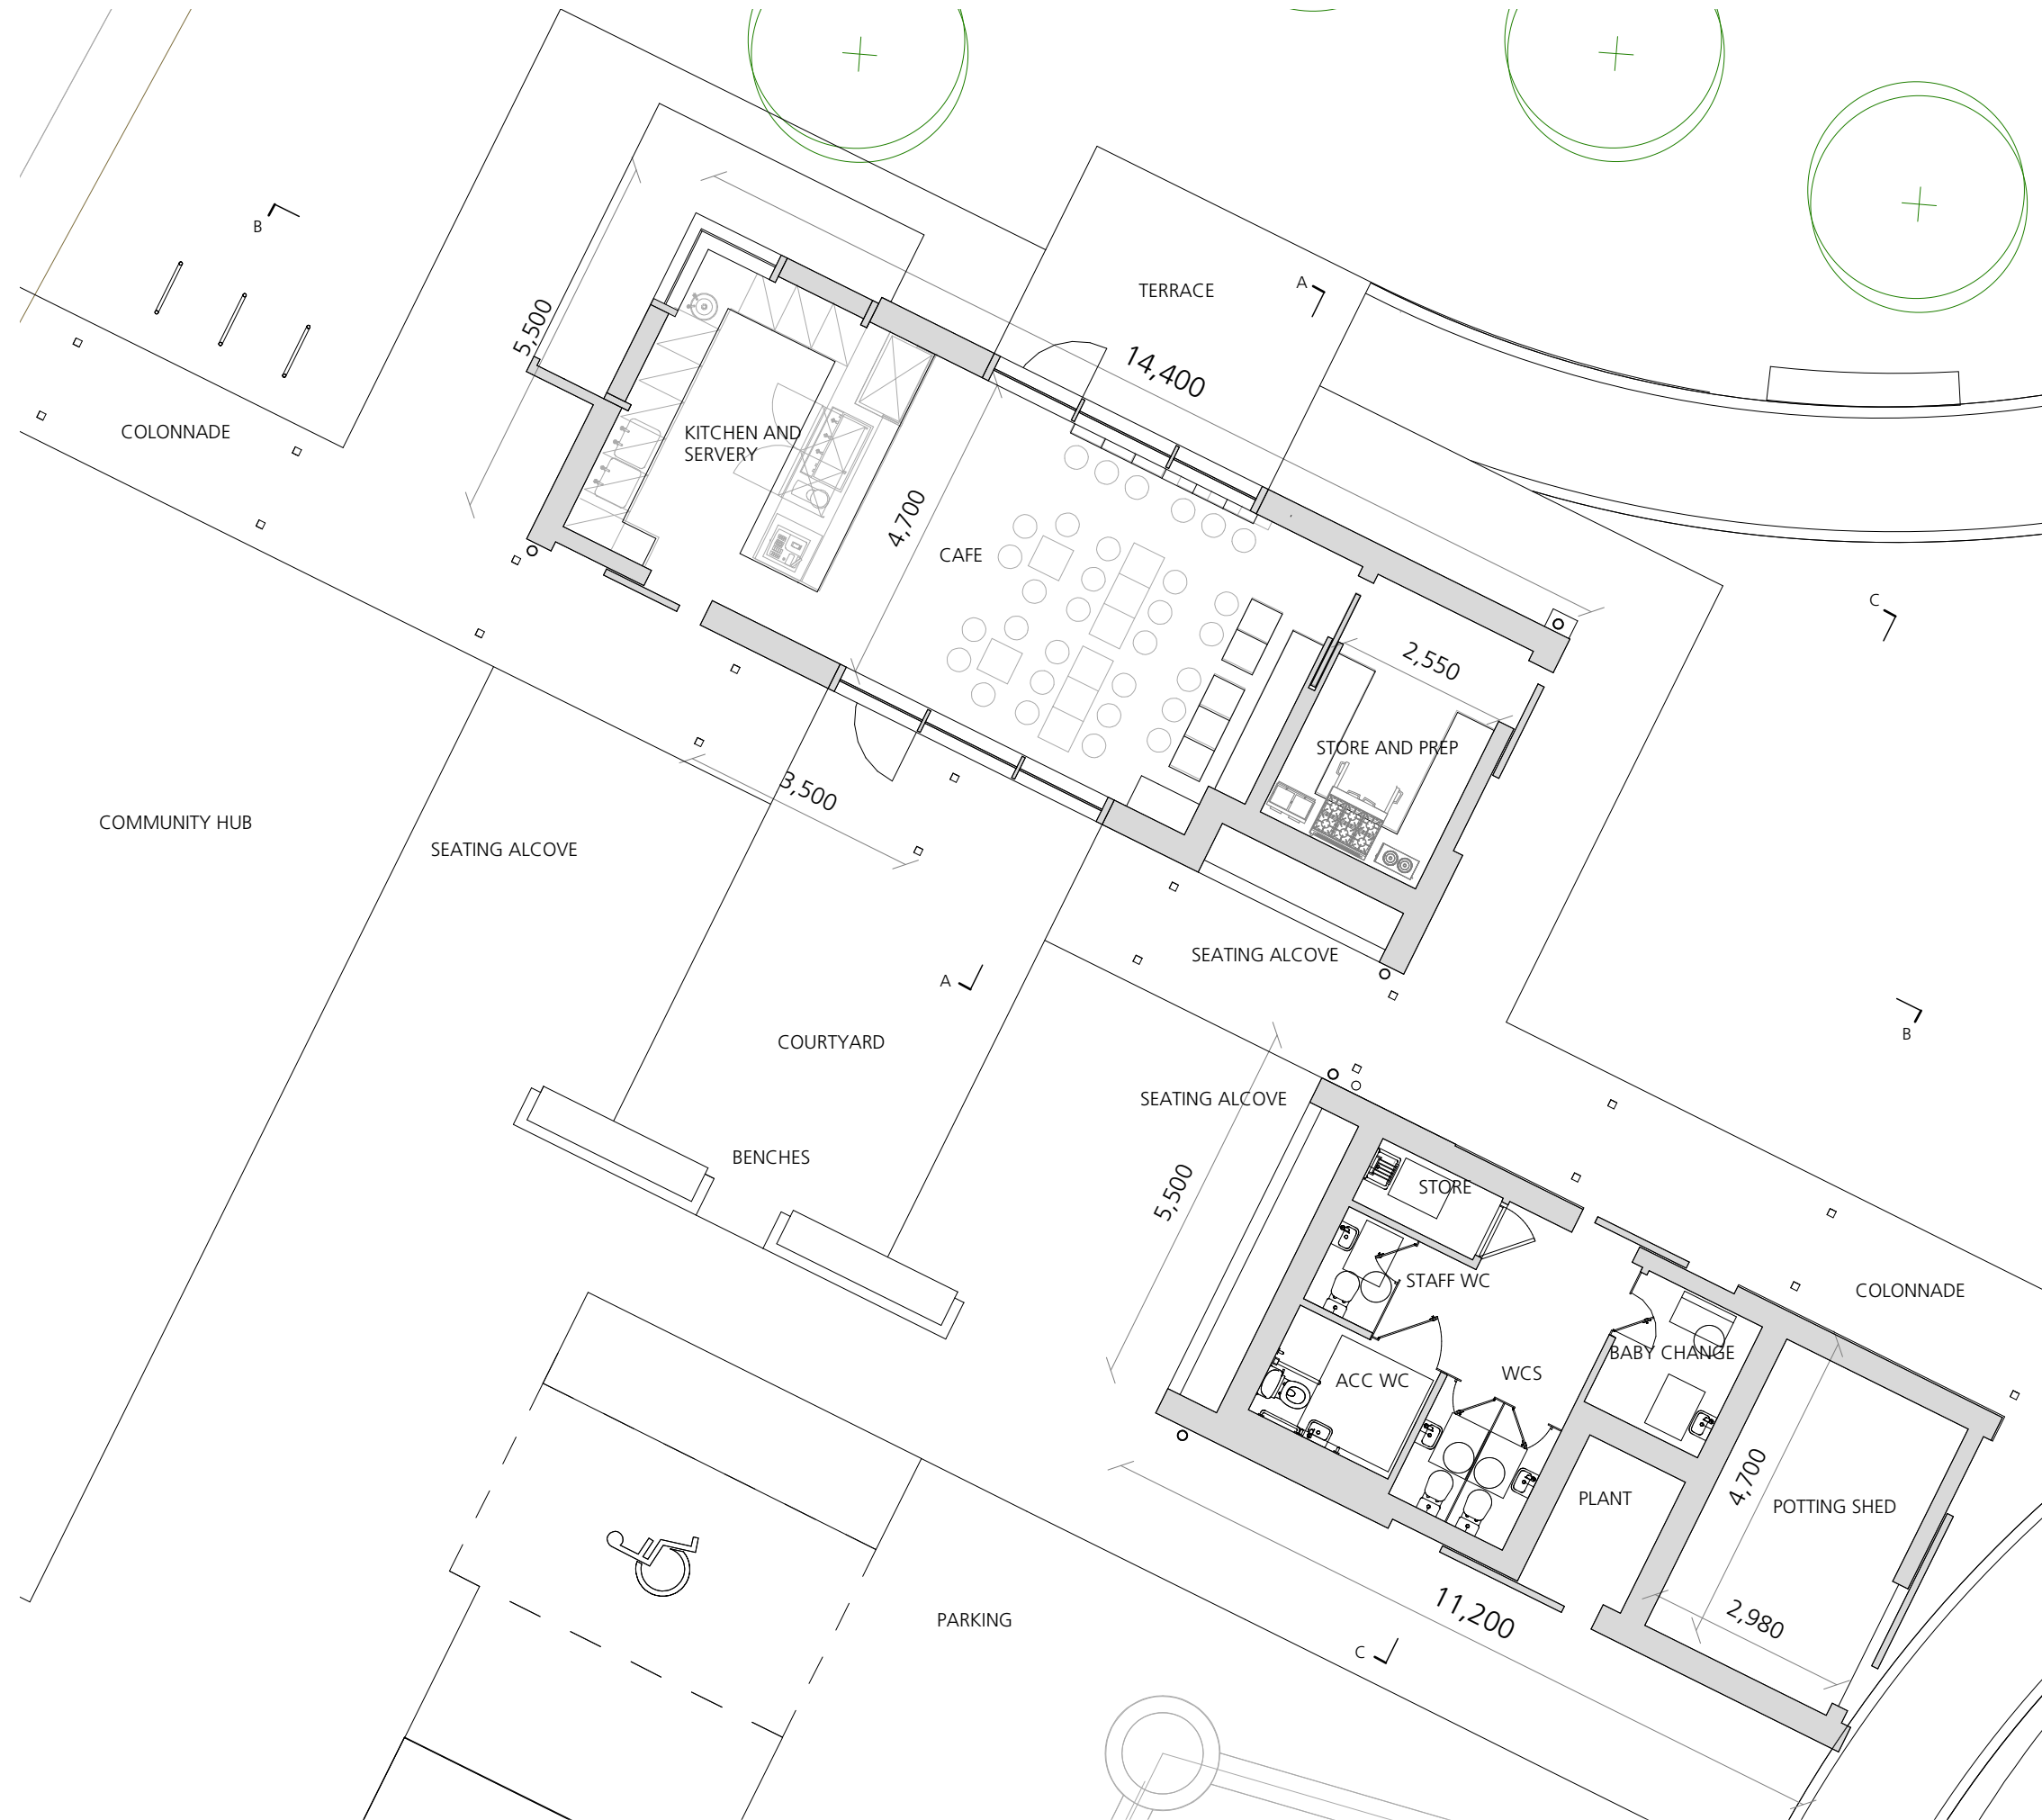 B
TERRACE
A
5,500
14,400
COLONNADE
KITCHEN AND
SERVERY
4,700
CAFE
C
2,550
STORE AND PREP
3,500
COMMUNITY HUB
SEATING ALCOVE
SEATING ALCOVE
A
B
COURTYARD
SEATING ALCOVE
BENCHES
STORE
5,500
STAFF WC
COLONNADE
BABY CHANGE
ACC WC
WCS
4,700
PLANT
POTTING SHED
11,200
2,980
PARKING
C